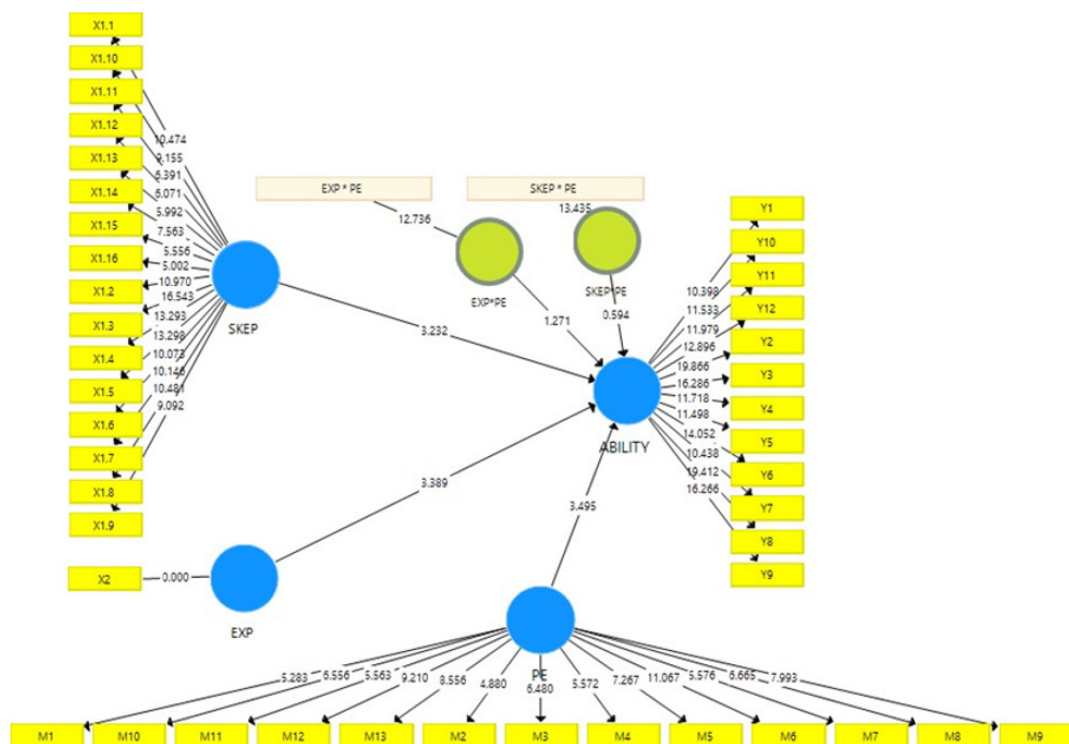 X1.1
X1.10
X1.11
X1.12
X1.13
X1.14
X1.15
X1.16
X1.2
X1.3
X1.4
X1.5
X1.6
X1.7
X1.8
X1.9
10.474
9.155
6.391
6.071
5.992
7.563
5.556
5.002
10.970
16.543
13.293
13.298
10.073
10.146
10.481
9.092
SKEP
EXP * PE
12.736
EXP*PE
SKEP * PE
13.435
SKEP*PE
1.271
0.594
3.232
3.389
3.495
ABILITY
10.398
11.533
11.979
12.896
19.866
16.286
11.718
11.498
14.052
10.438
19.412
16.266
Y1
Y10
Y11
Y12
Y2
Y3
Y4
Y5
Y6
Y7
Y8
Y9
X2
0.000
EXP
PE
5.283
6.556
5.563
9.210
8.556
4.880
6.480
5.572
7.267
11.067
5.576
6.665
7.993
M1
M10
M11
M12
M13
M2
M3
M4
M5
M6
M7
M8
M9